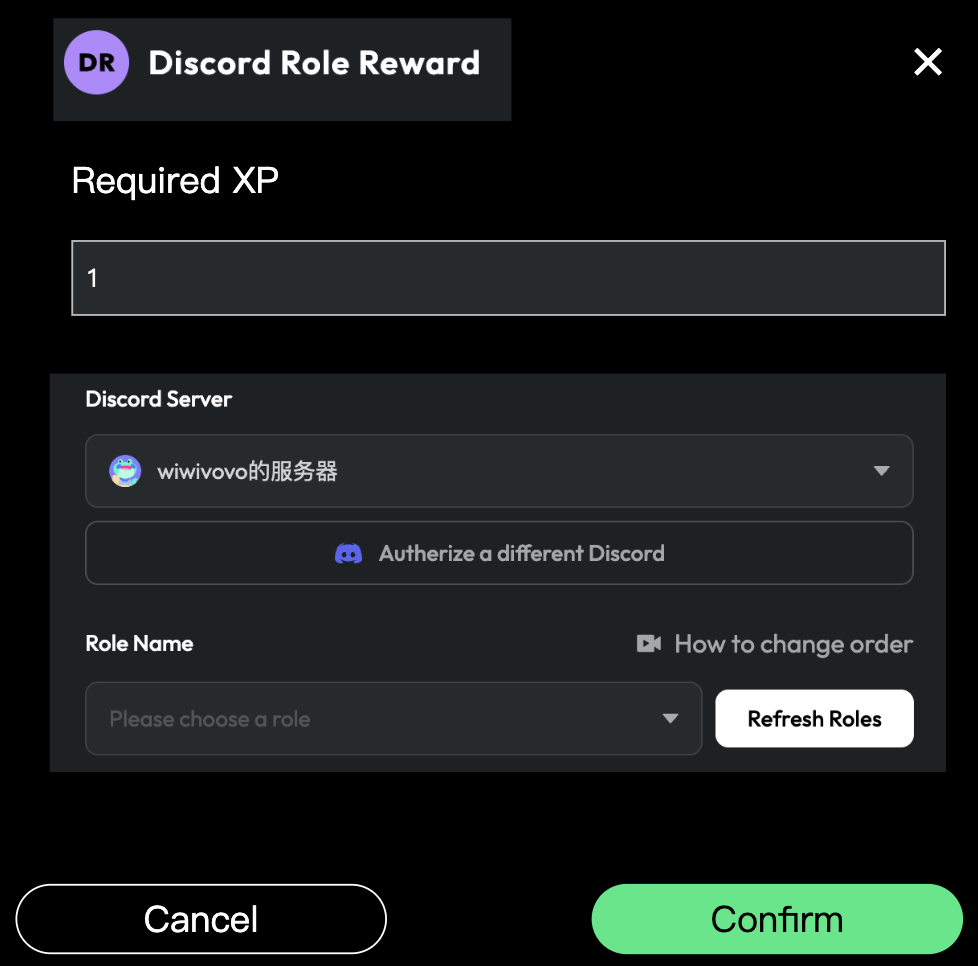 DR Discord Role Reward
Required XP
1
Discord Server
wiwivovo的服务器
Autherize a different Discord
Role Name
How to change order
Please choose a role
Refresh Roles
Cancel
Confirm